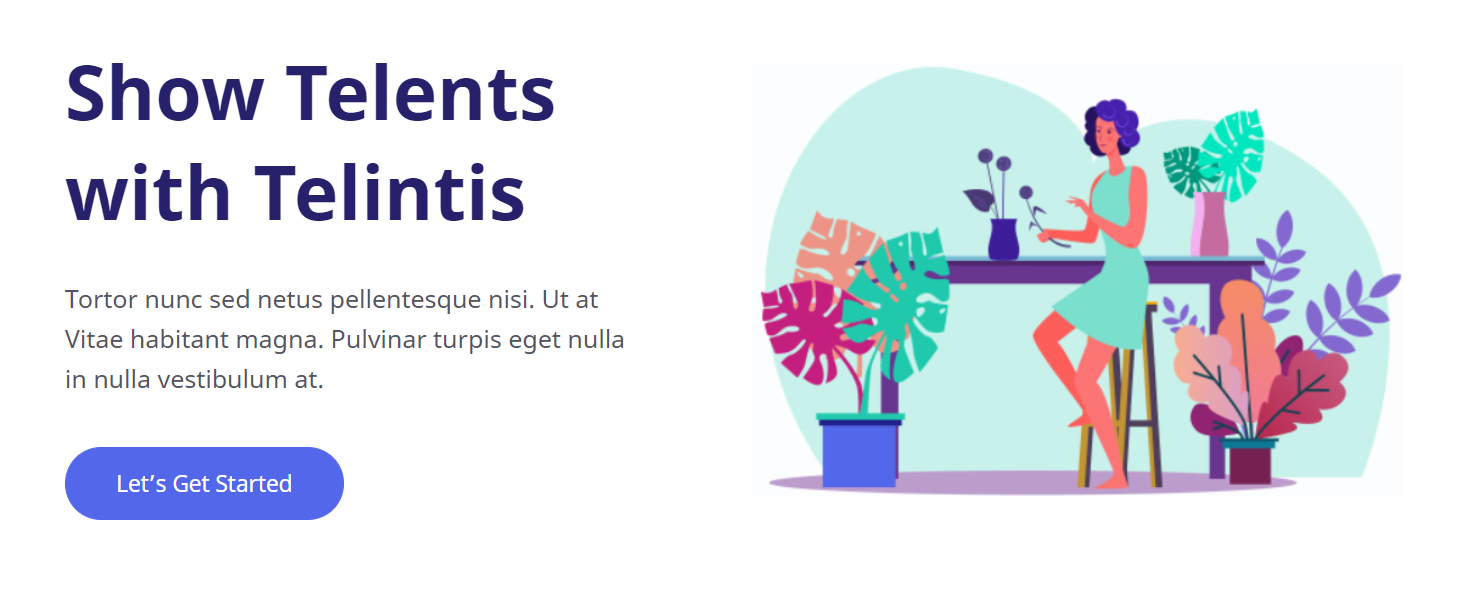 Show Telents
with Telintis
Tortor nunc sed netus pellentesque nisi. Ut at
Vitae habitant magna. Pulvinar turpis eget nulla
in nulla vestibulum at.
Let’s Get Started